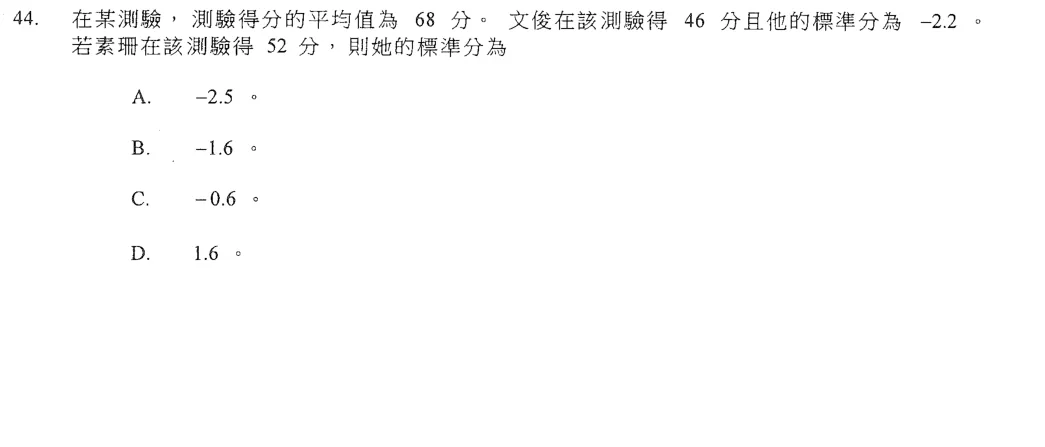 44. 在某測驗，測驗得分的平均值為 68 分。 文俊在該測驗得 46 分且他的標準分為 –2.2 。
若素珊在該測驗得 52 分，則她的標準分為
A. –2.5 。
B. –1.6 。
C. –0.6 。
D. 1.6 。